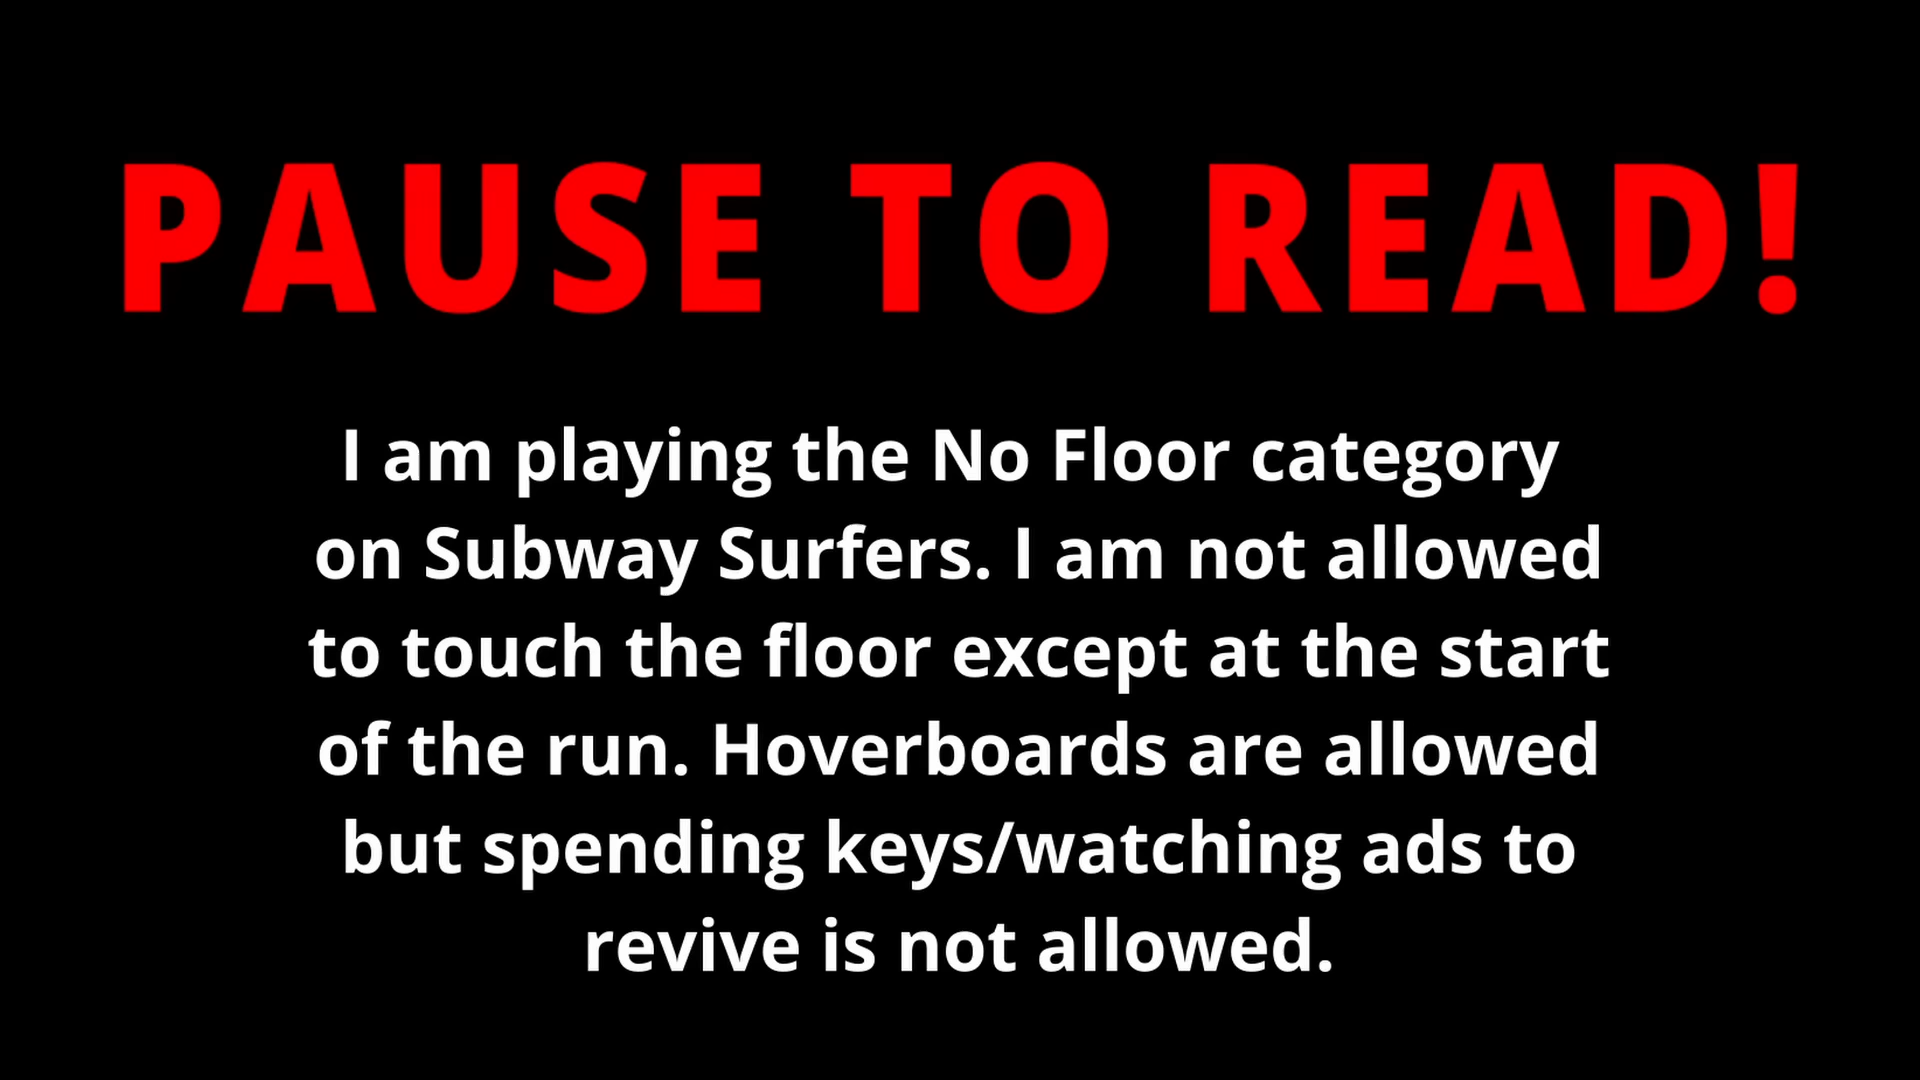 PAUSE TO READ!
I am playing the No Floor category
on Subway Surfers. I am not allowed
to touch the floor except at the start
of the run. Hoverboards are allowed
but spending keys/watching ads to
revive is not allowed.